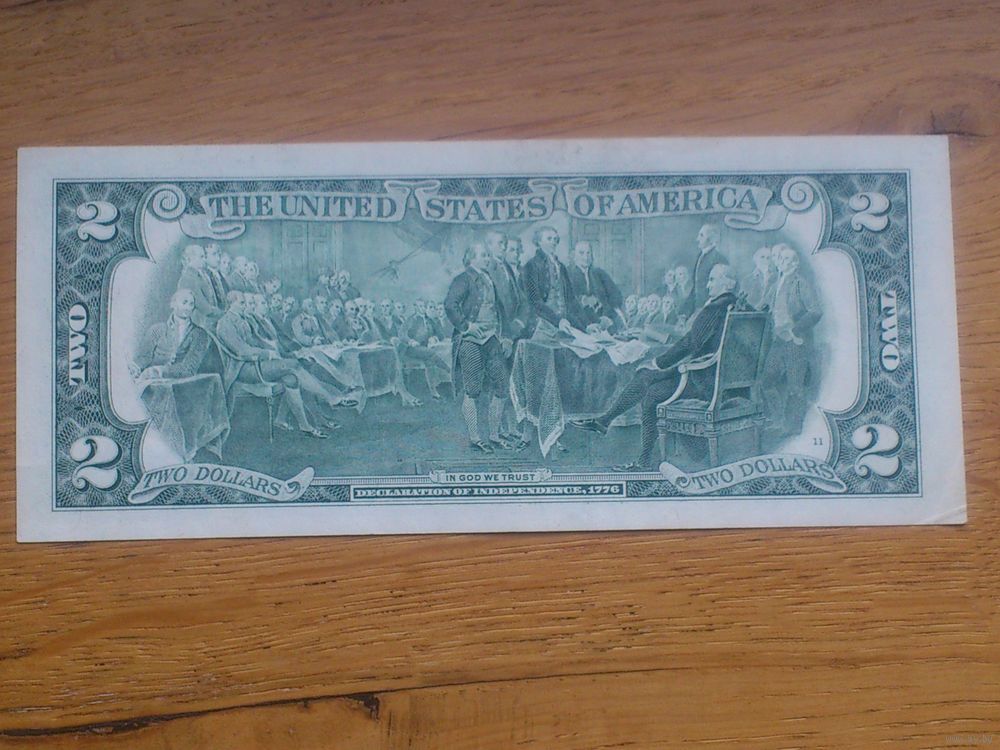 THE UNITED STATES OF AMERICA
2
2
TWO
TWO
2
2
11
TWO DOLLARS
IN GOD WE TRUST
TWO DOLLARS
DECLARATION OF INDEPENDENCE, 1776